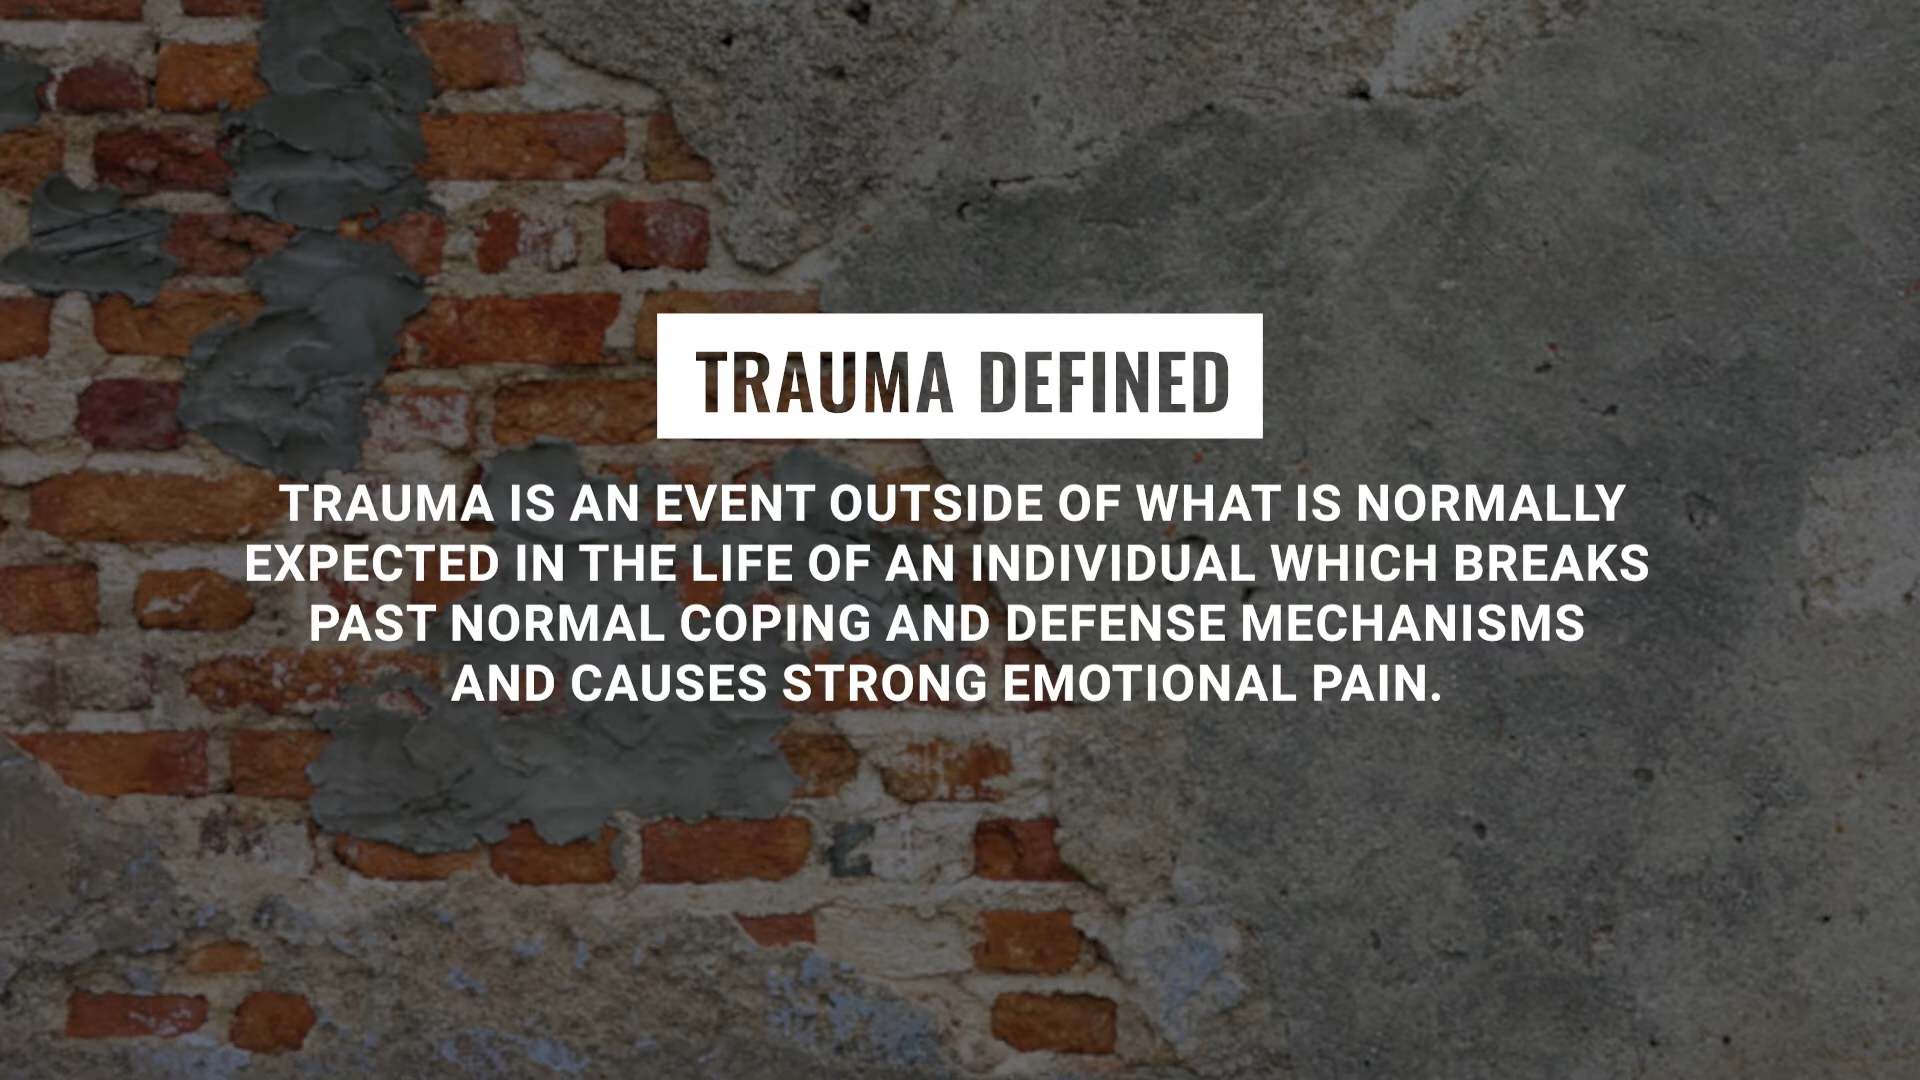 TRAUMA DEFINED
TRAUMA IS AN EVENT OUTSIDE OF WHAT IS NORMALLY
EXPECTED IN THE LIFE OF AN INDIVIDUAL WHICH BREAKS
PAST NORMAL COPING AND DEFENSE MECHANISMS
AND CAUSES STRONG EMOTIONAL PAIN.